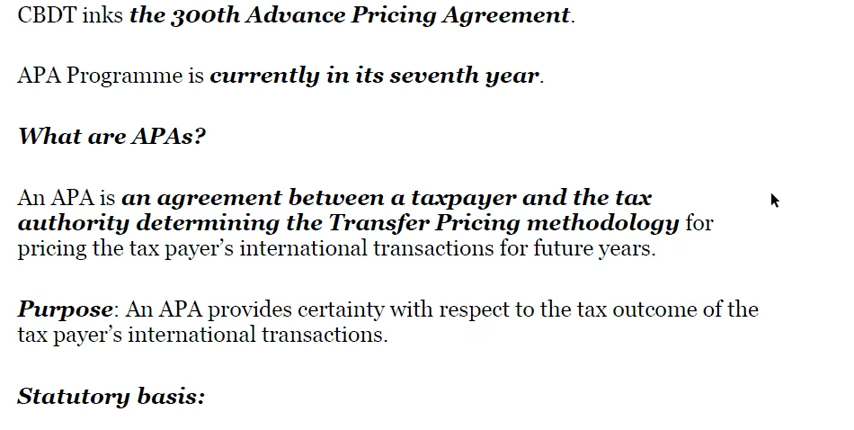 CBDT inks the 300th Advance Pricing Agreement.
APA Programme is currently in its seventh year.
What are APAs?
An APA is an agreement between a taxpayer and the tax
authority determining the Transfer Pricing methodology for
pricing the tax payer’s international transactions for future years.
Purpose: An APA provides certainty with respect to the tax outcome of the
tax payer’s international transactions.
Statutory basis: